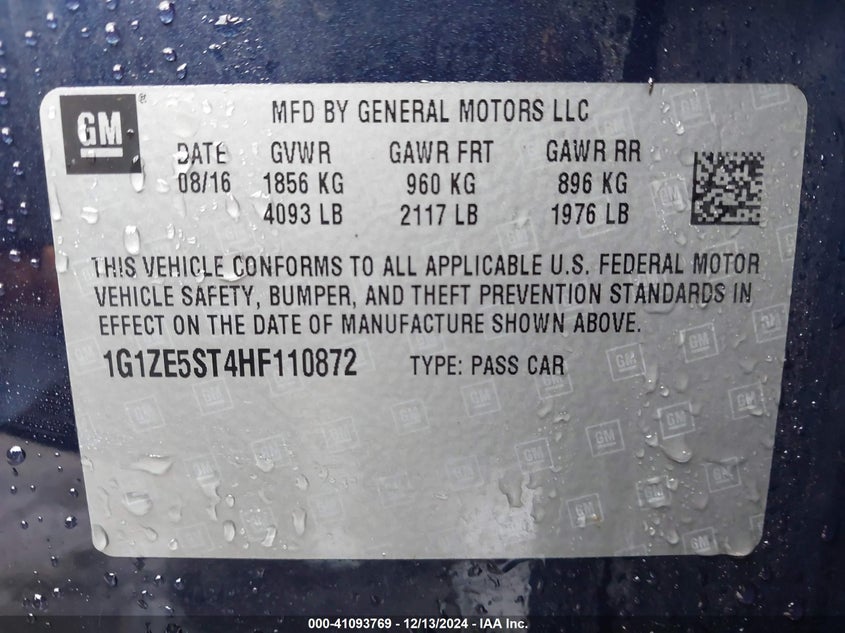 GM®
MFD BY GENERAL MOTORS LLC
DATE GVWR GAWR FRT GAWR RR
08/16 1856 KG 960 KG 896 KG
4093 LB 2117 LB 1976 LB
THIS VEHICLE CONFORMS TO ALL APPLICABLE U.S. FEDERAL MOTOR
VEHICLE SAFETY, BUMPER, AND THEFT PREVENTION STANDARDS IN
EFFECT ON THE DATE OF MANUFACTURE SHOWN ABOVE.
1G1ZE5ST4HF110872 TYPE: PASS CAR
000-41093769 - 12/13/2024 - IAA Inc.